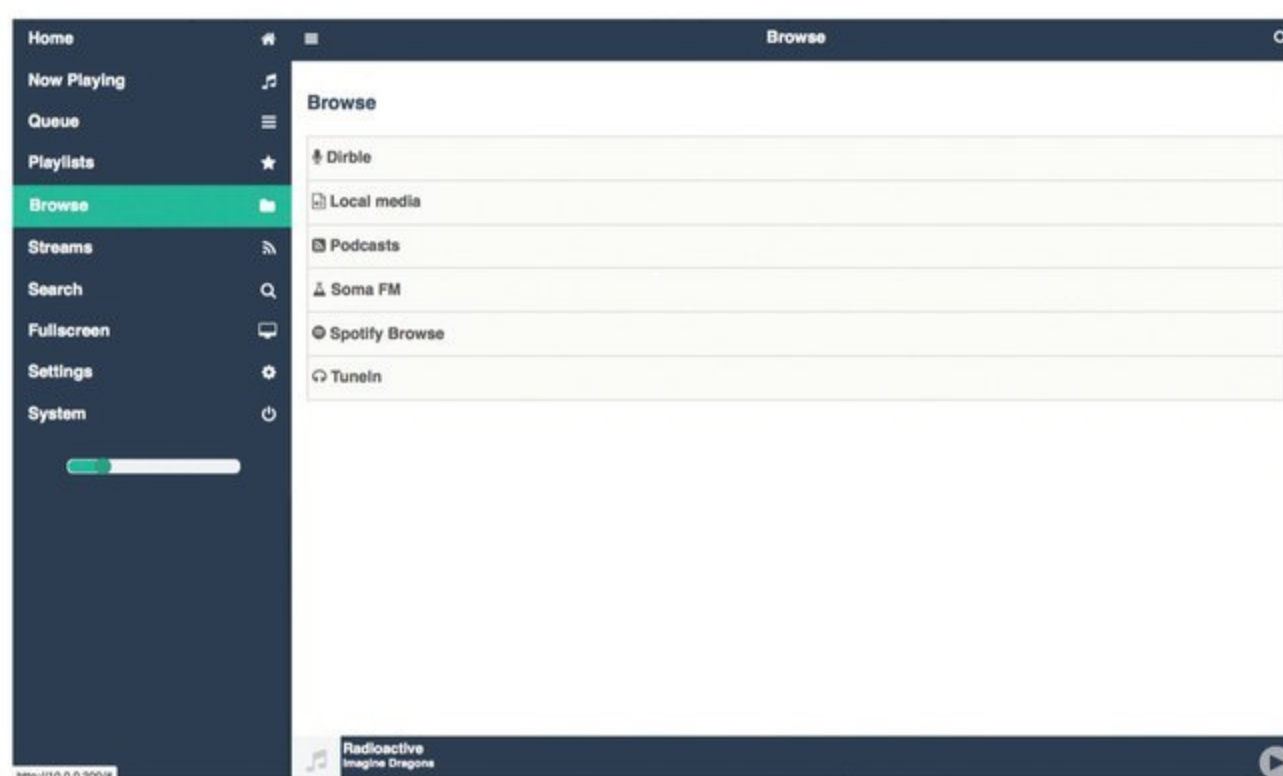 Home
Now Playing
Queue
Playlists
Browse
Streams
Search
Fullscreen
Settings
System
Browse
Browse
Dirble
Local media
Podcasts
Soma FM
Spotify Browse
TuneIn
Radioactive
Imagine Dragons